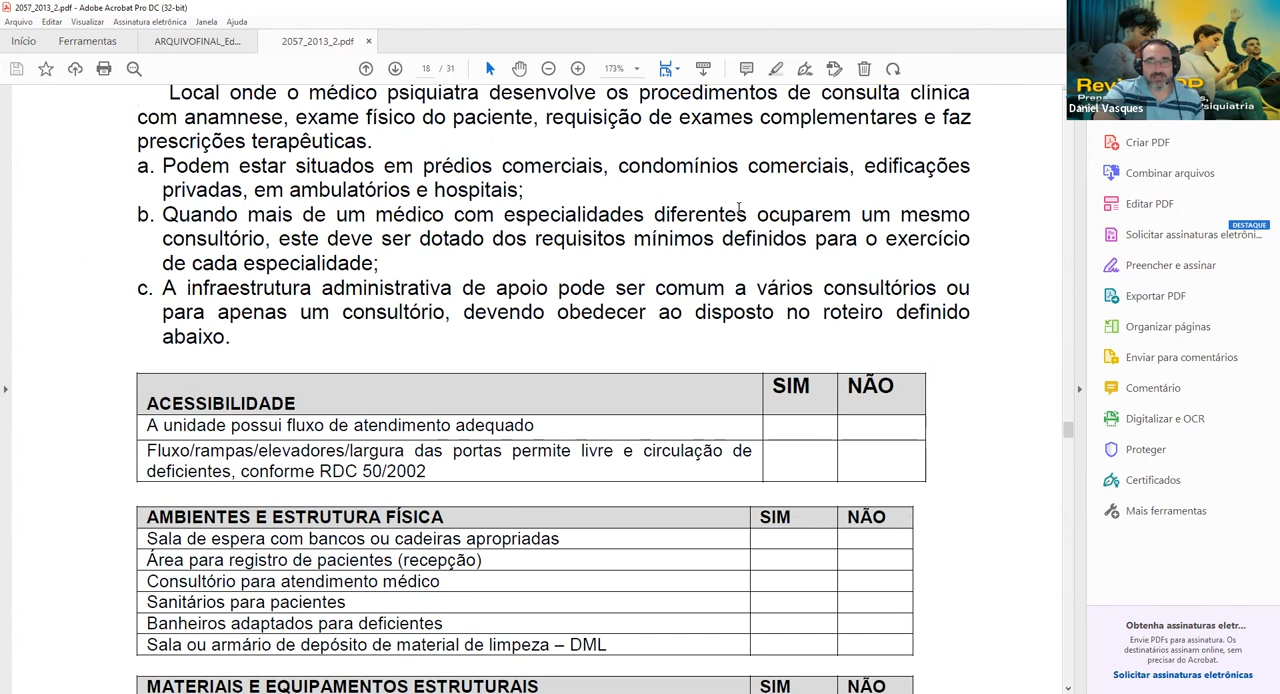 2057_2013_2.pdf - Adobe Acrobat Pro DC (32-bit)
Arquivo Editar Visualizar Assinatura eletrônica Janela Ajuda
Início Ferramentas ARQUIVOFINAL_Ed... 2057_2013_2.pdf ×
18 / 31 173%
Local onde o médico psiquiatra desenvolve os procedimentos de consulta clínica
com anamnese, exame físico do paciente, requisição de exames complementares e faz
prescrições terapêuticas.
a. Podem estar situados em prédios comerciais, condomínios comerciais, edificações
privadas, em ambulatórios e hospitais;
b. Quando mais de um médico com especialidades diferentes ocuparem um mesmo
consultório, este deve ser dotado dos requisitos mínimos definidos para o exercício
de cada especialidade;
c. A infraestrutura administrativa de apoio pode ser comum a vários consultórios ou
para apenas um consultório, devendo obedecer ao disposto no roteiro definido
abaixo.
ACESSIBILIDADE SIM NÃO
A unidade possui fluxo de atendimento adequado
Fluxo/rampas/elevadores/largura das portas permite livre e circulação de
deficientes, conforme RDC 50/2002
AMBIENTES E ESTRUTURA FÍSICA SIM NÃO
Sala de espera com bancos ou cadeiras apropriadas
Área para registro de pacientes (recepção)
Consultório para atendimento médico
Sanitários para pacientes
Banheiros adaptados para deficientes
Sala ou armário de depósito de material de limpeza – DML
MATERIAIS E EQUIPAMENTOS ESTRUTURAIS SIM NÃO
Daniel Vasques
Criar PDF
Combinar arquivos
Editar PDF
DESTAQUE
Solicitar assinaturas eletrôni...
Preencher e assinar
Exportar PDF
Organizar páginas
Enviar para comentários
Comentário
Digitalizar e OCR
Proteger
Certificados
Mais ferramentas
Obtenha assinaturas eletr...
Envie PDFs para assinatura. Os
destinatários assinam online, sem
precisar do Acrobat.
Solicitar assinaturas eletrônicas